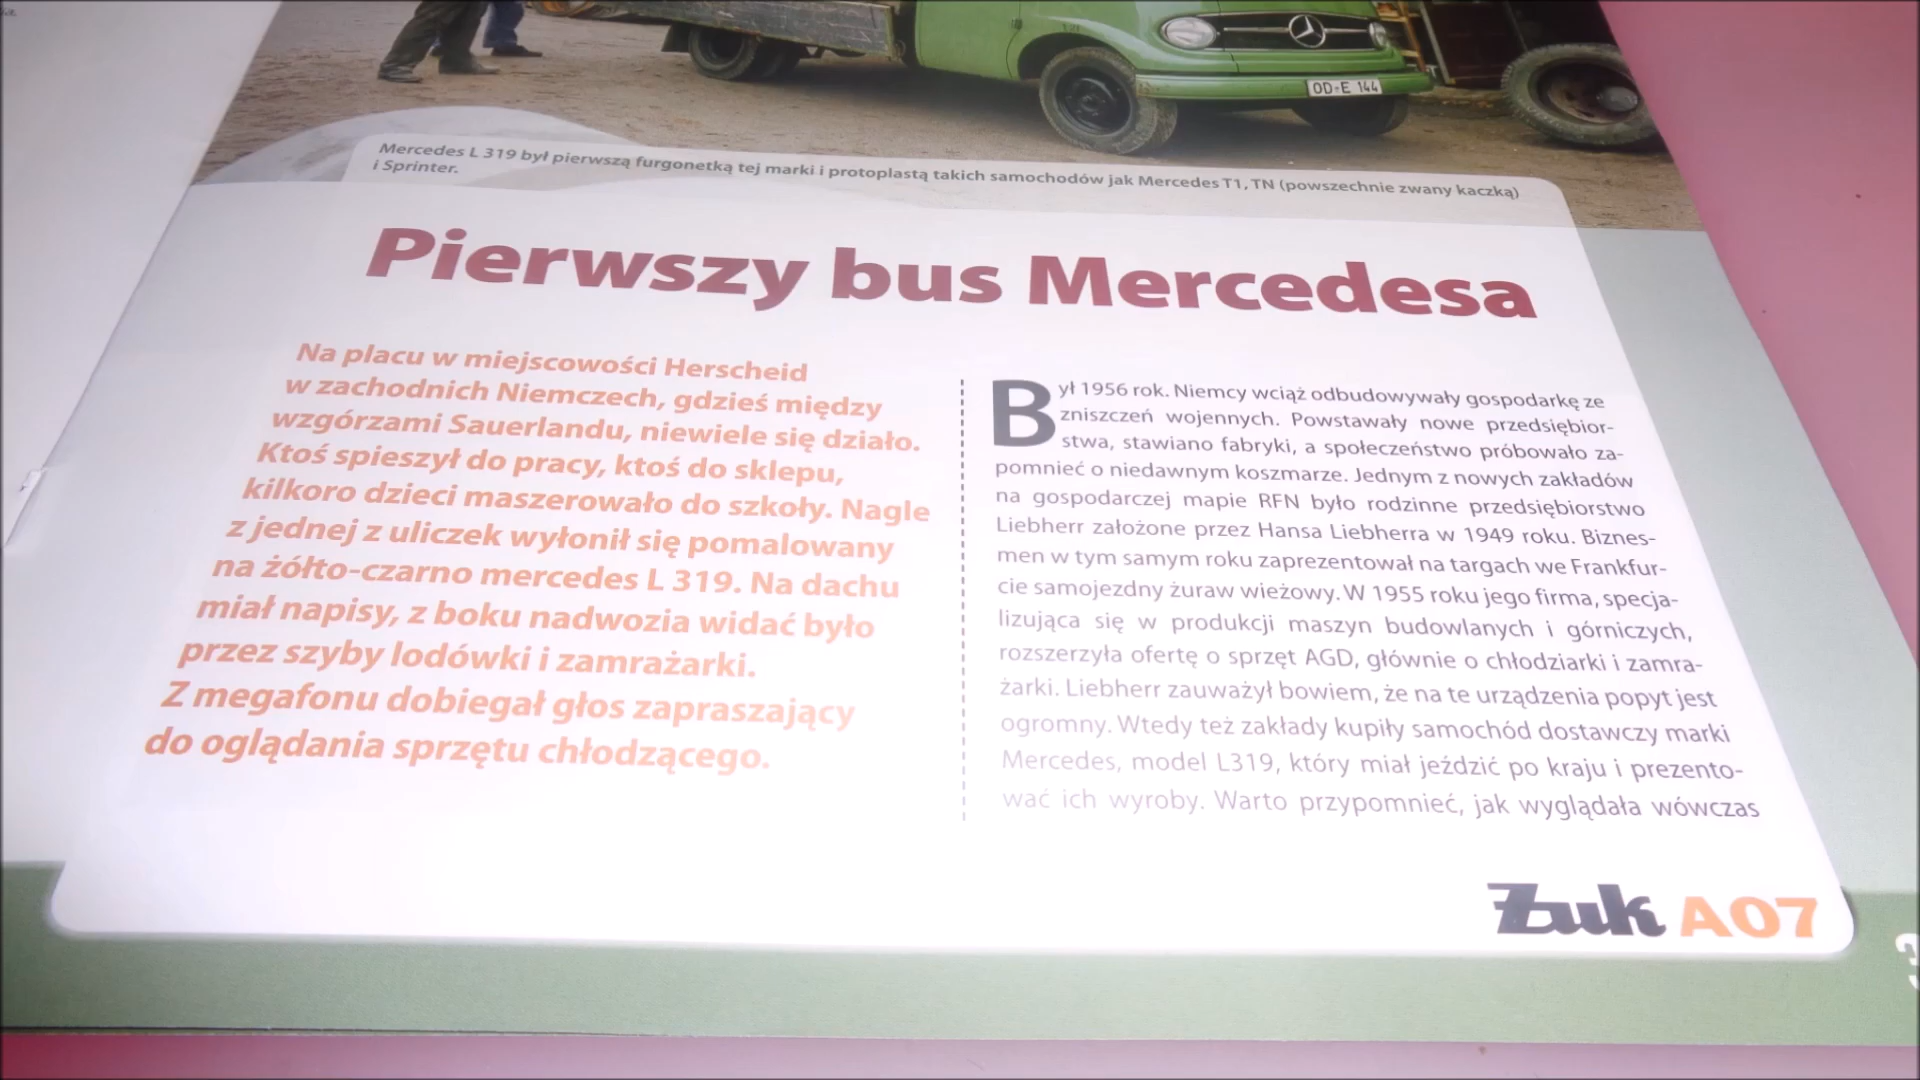 OD-E 144
Mercedes L 319 był pierwszą furgonetką tej marki i protoplastą takich samochodów jak Mercedes T1, TN (powszechnie zwany kaczką)
i Sprinter.
Pierwszy bus Mercedesa
Na placu w miejscowości Herscheid
w zachodnich Niemczech, gdzieś między
wzgórzami Sauerlandu, niewiele się działo.
Ktoś spieszył do pracy, ktoś do sklepu,
kilkoro dzieci maszerowało do szkoły. Nagle
z jednej z uliczek wyłonił się pomalowany
na żółto-czarno mercedes L 319. Na dachu
miał napisy, z boku nadwozia widać było
przez szyby lodówki i zamrażarki.
Z megafonu dobiegał głos zapraszający
do oglądania sprzętu chłodzącego.
Był 1956 rok. Niemcy wciąż odbudowywały gospodarkę ze
zniszczeń wojennych. Powstawały nowe przedsiębior-
stwa, stawiano fabryki, a społeczeństwo próbowało za-
pomnieć o niedawnym koszmarze. Jednym z nowych zakładów
na gospodarczej mapie RFN było rodzinne przedsiębiorstwo
Liebherr założone przez Hansa Liebherra w 1949 roku. Biznes-
men w tym samym roku zaprezentował na targach we Frankfur-
cie samojezdny żuraw wieżowy. W 1955 roku jego firma, specja-
lizująca się w produkcji maszyn budowlanych i górniczych,
rozszerzyła ofertę o sprzęt AGD, głównie o chłodziarki i zamra-
żarki. Liebherr zauważył bowiem, że na te urządzenia popyt jest
ogromny. Wtedy też zakłady kupiły samochód dostawczy marki
Mercedes, model L319, który miał jeździć po kraju i prezento-
wać ich wyroby. Warto przypomnieć, jak wyglądała wówczas
Żuk A07